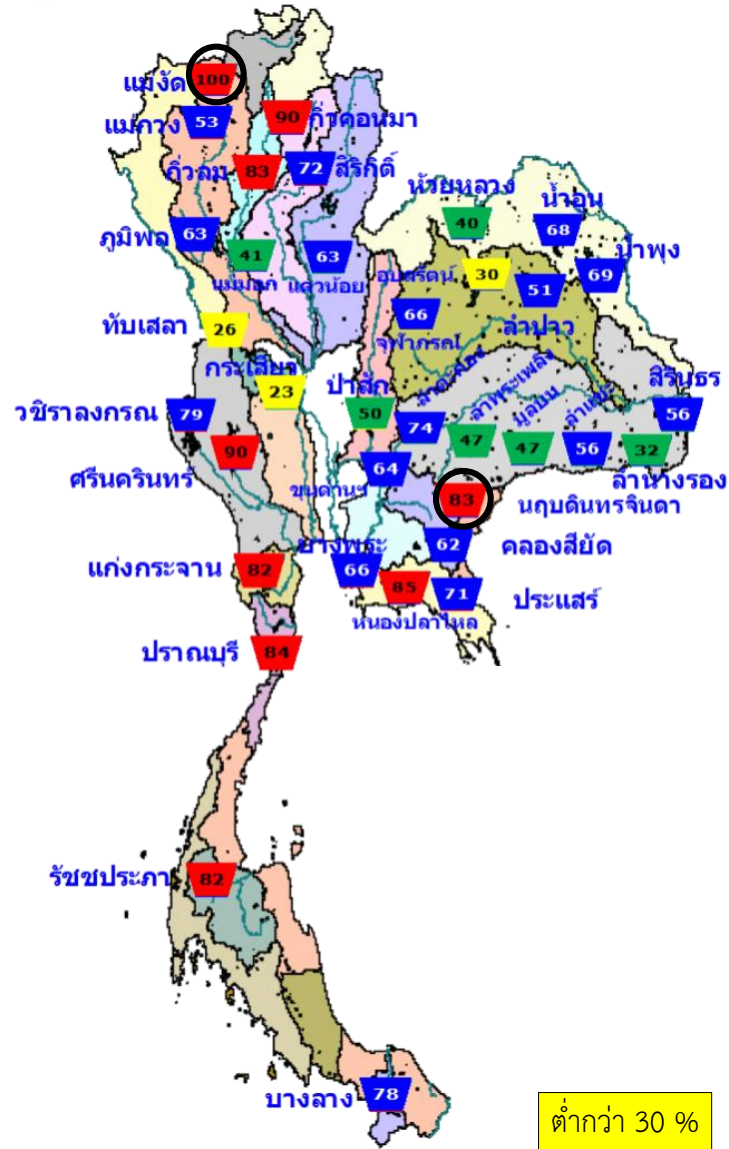 แม่งัด 100
แม่กวง 53
90 กิ่วคอหมา
กิ่วลม 83
72 สิริกิติ์
ห้วยหลวง 40
น้ำอูน 68
ภูมิพล 63
41 แม่มอก
63 แควน้อย
อุบลรัตน์ 30
51 ลำปาว
69 น้ำพุง
66 จุฬาภรณ์
ทับเสลา 26
กระเสียว 23
ป่าสัก 50
ลำตะคอง 74
ลำพระเพลิง 47
มูลบน 47
ลำแชะ 56
สิรินธร 56
32 ลำนางรอง
วชิราลงกรณ 79
ศรีนครินทร์ 90
64 ขุนด่านฯ
83 นฤบดินทรจินดา
62 คลองสียัด
บางพระ 66
แก่งกระจาน 82
85 หนองปลาไหล
71 ประแสร์
ปราณบุรี 84
รัชชประภา 82
บางลาง 78
ต่ำกว่า 30 %